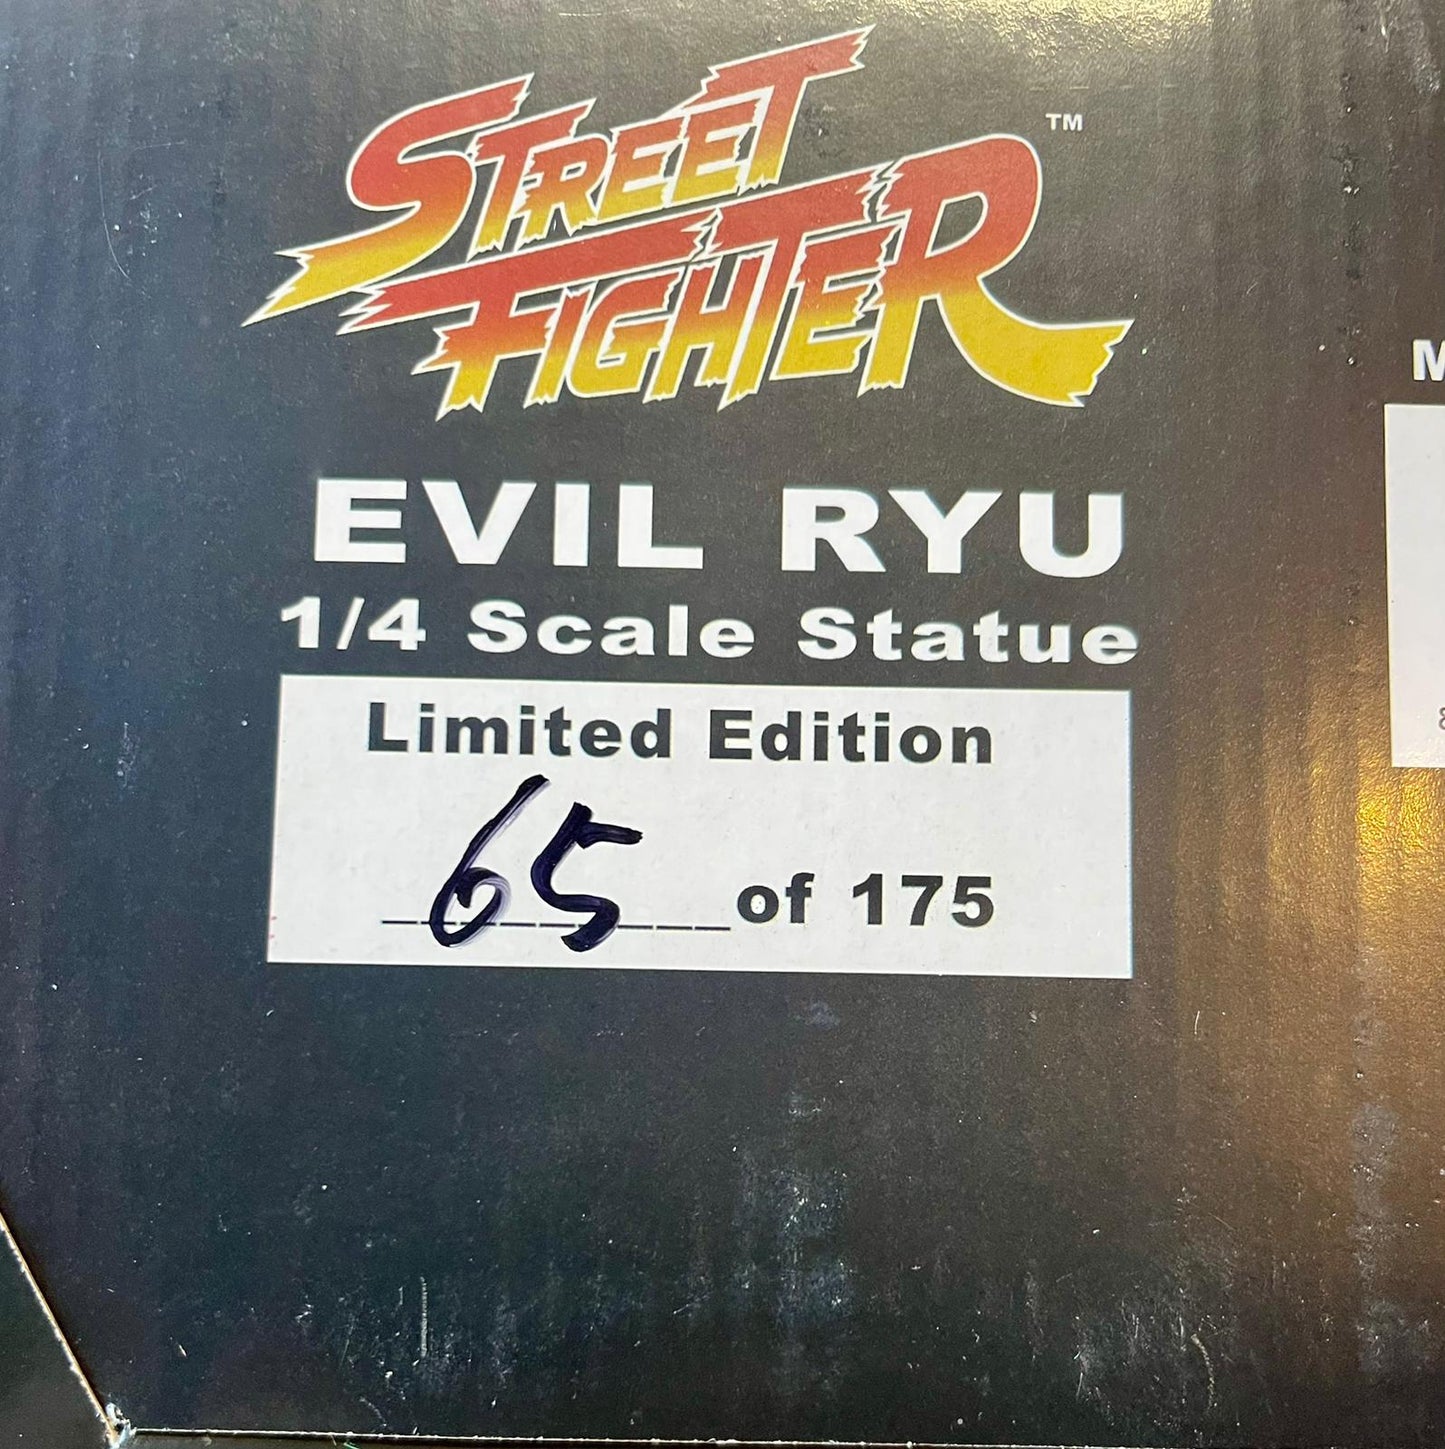 STREET
FIGHTER
™
EVIL RYU
1/4 Scale Statue
Limited Edition
65 of 175